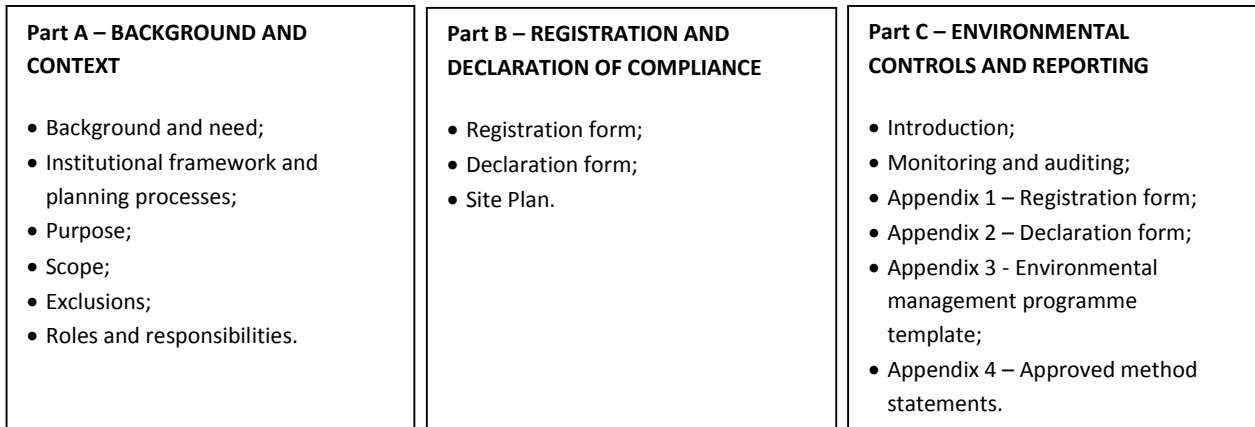 Part A – BACKGROUND AND
CONTEXT
• Background and need;
• Institutional framework and
planning processes;
• Purpose;
• Scope;
• Exclusions;
• Roles and responsibilities.
Part B – REGISTRATION AND
DECLARATION OF COMPLIANCE
• Registration form;
• Declaration form;
• Site Plan.
Part C – ENVIRONMENTAL
CONTROLS AND REPORTING
• Introduction;
• Monitoring and auditing;
• Appendix 1 – Registration form;
• Appendix 2 – Declaration form;
• Appendix 3 - Environmental
management programme
template;
• Appendix 4 – Approved method
statements.